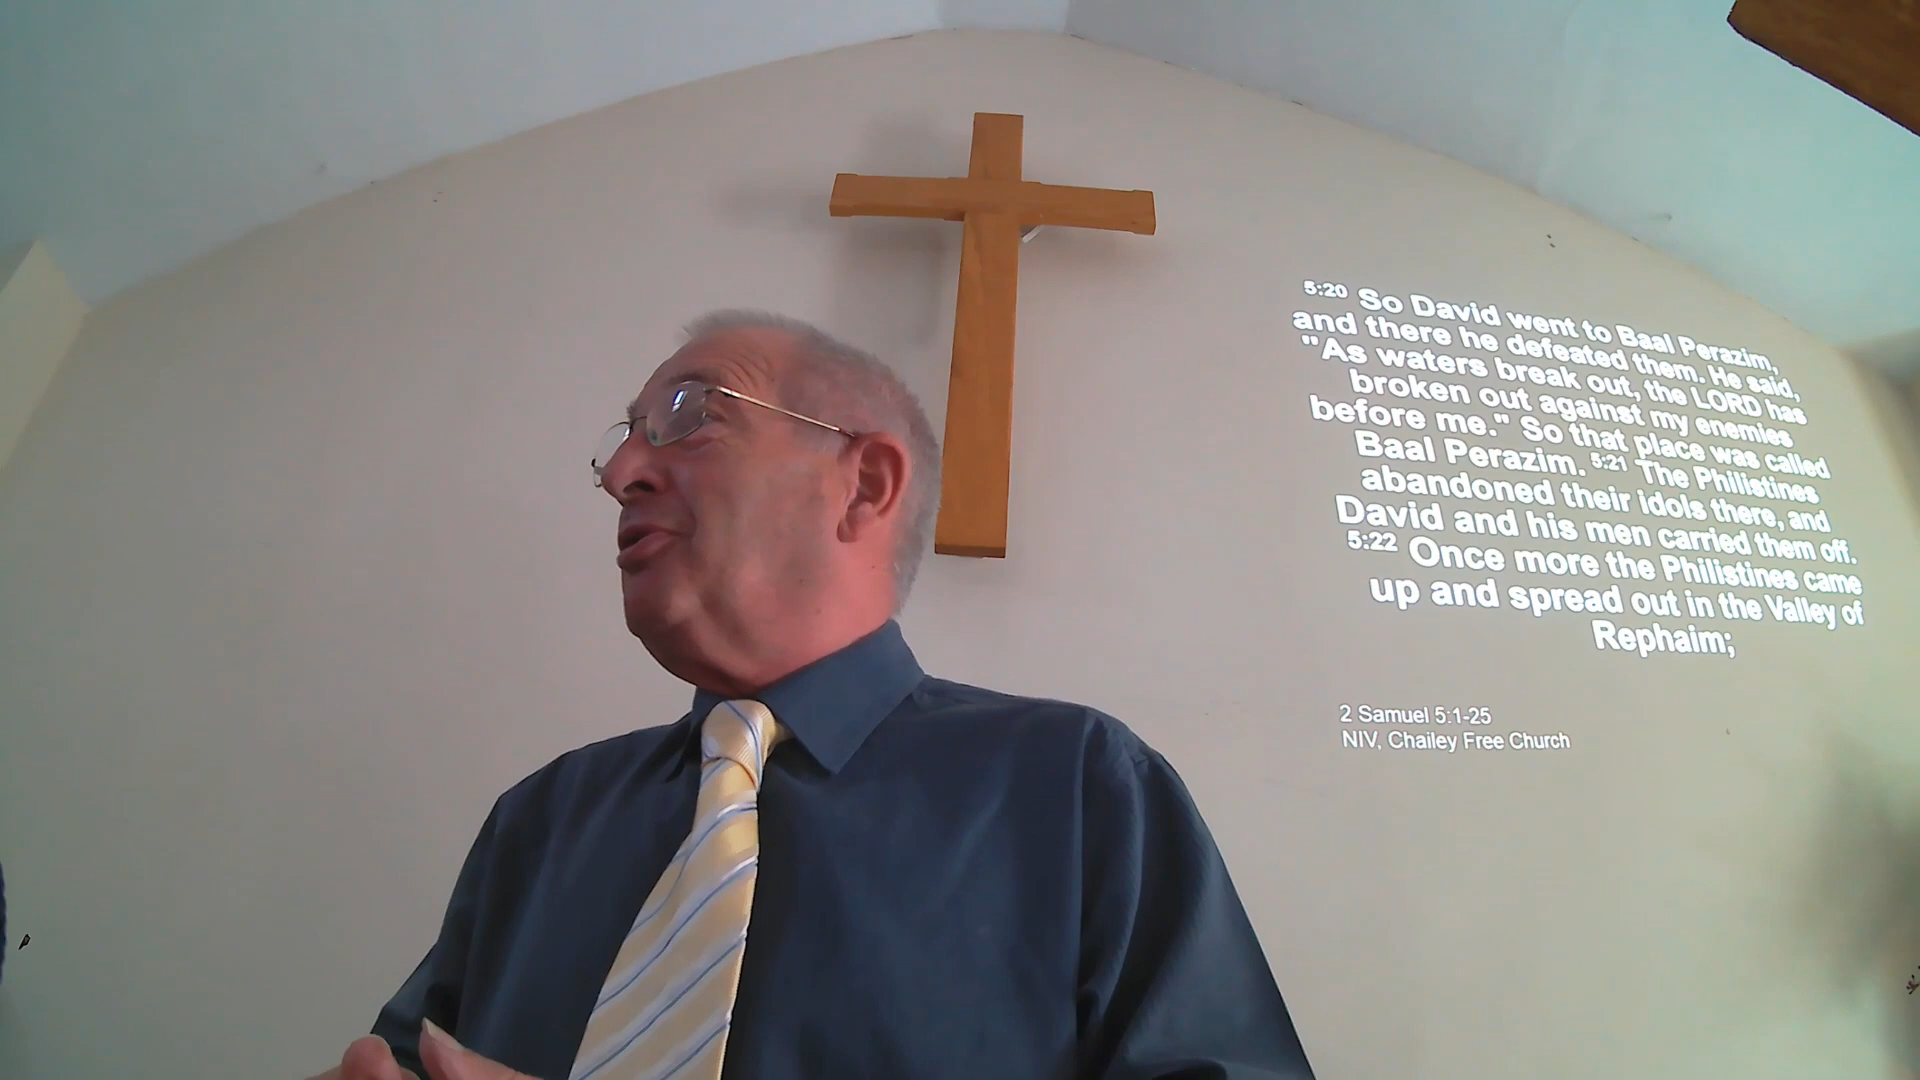 5:20 So David went to Baal Perazim,
and there he defeated them. He said,
"As waters break out, the LORD has
broken out against my enemies
before me." So that place was called
Baal Perazim. 5:21 The Philistines
abandoned their idols there, and
David and his men carried them off.
5:22 Once more the Philistines came
up and spread out in the Valley of
Rephaim;
2 Samuel 5:1-25
NIV, Chailey Free Church